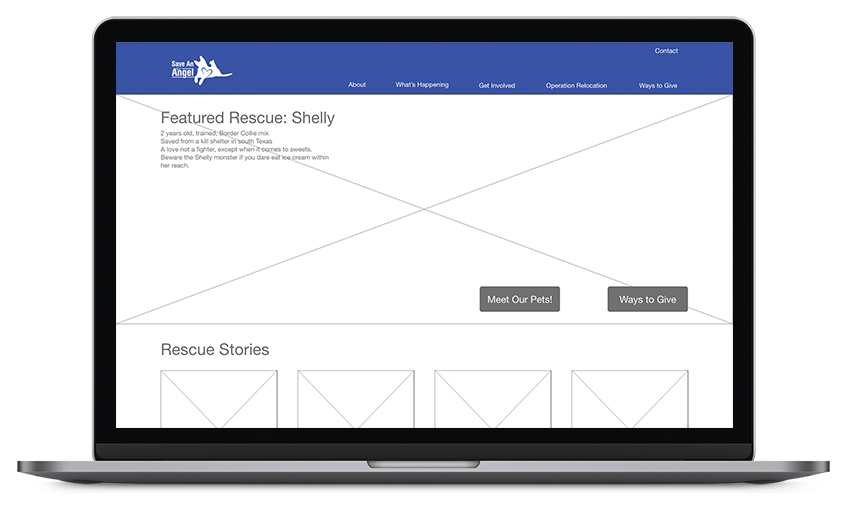 Contact
Save An
Angel
About What's Happening Get Involved Operation Relocation Ways to Give
Featured Rescue: Shelly
2 years old, trained, Border Collie mix
Saved from a kill shelter in south Texas
A love not a fighter, except when it comes to sweets.
Beware the Shelly monster if you dare eat ice cream within
her reach.
Meet Our Pets! Ways to Give
Rescue Stories